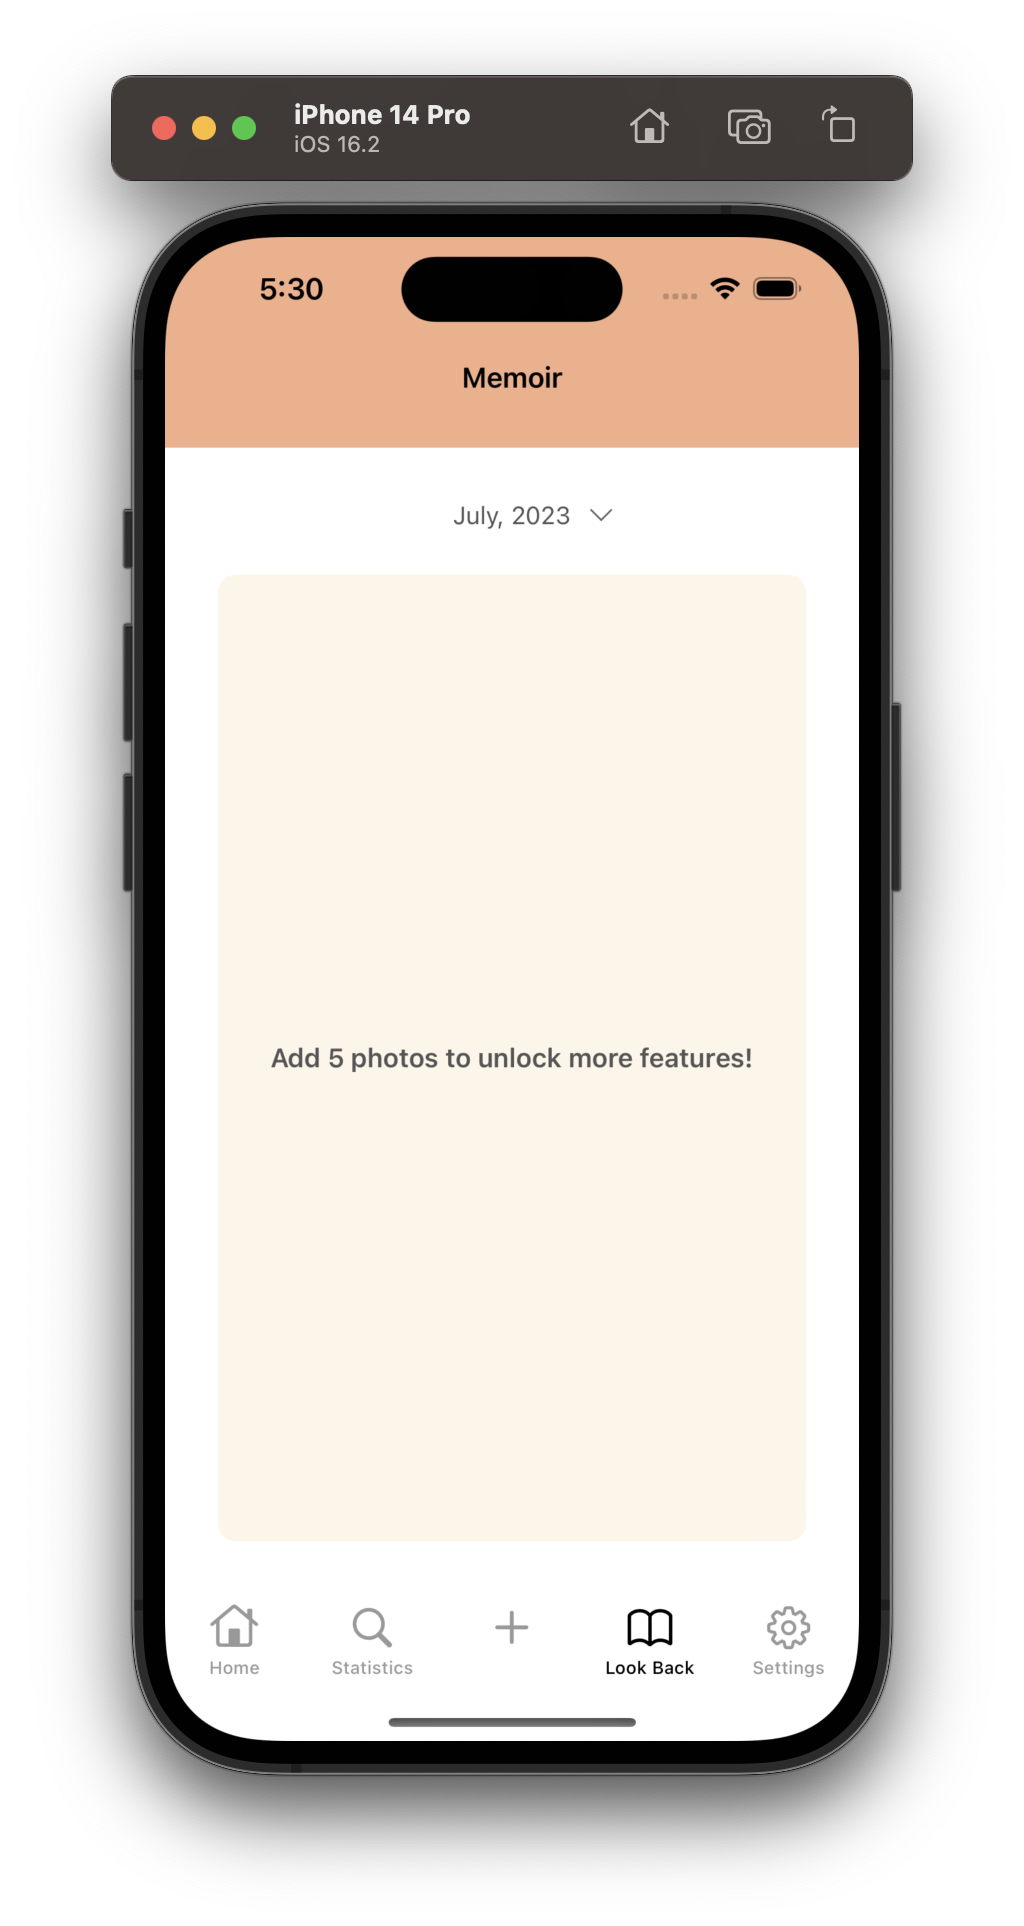 iPhone 14 Pro
iOS 16.2
5:30
Memoir
July, 2023
Add 5 photos to unlock more features!
Home
Statistics
Look Back
Settings